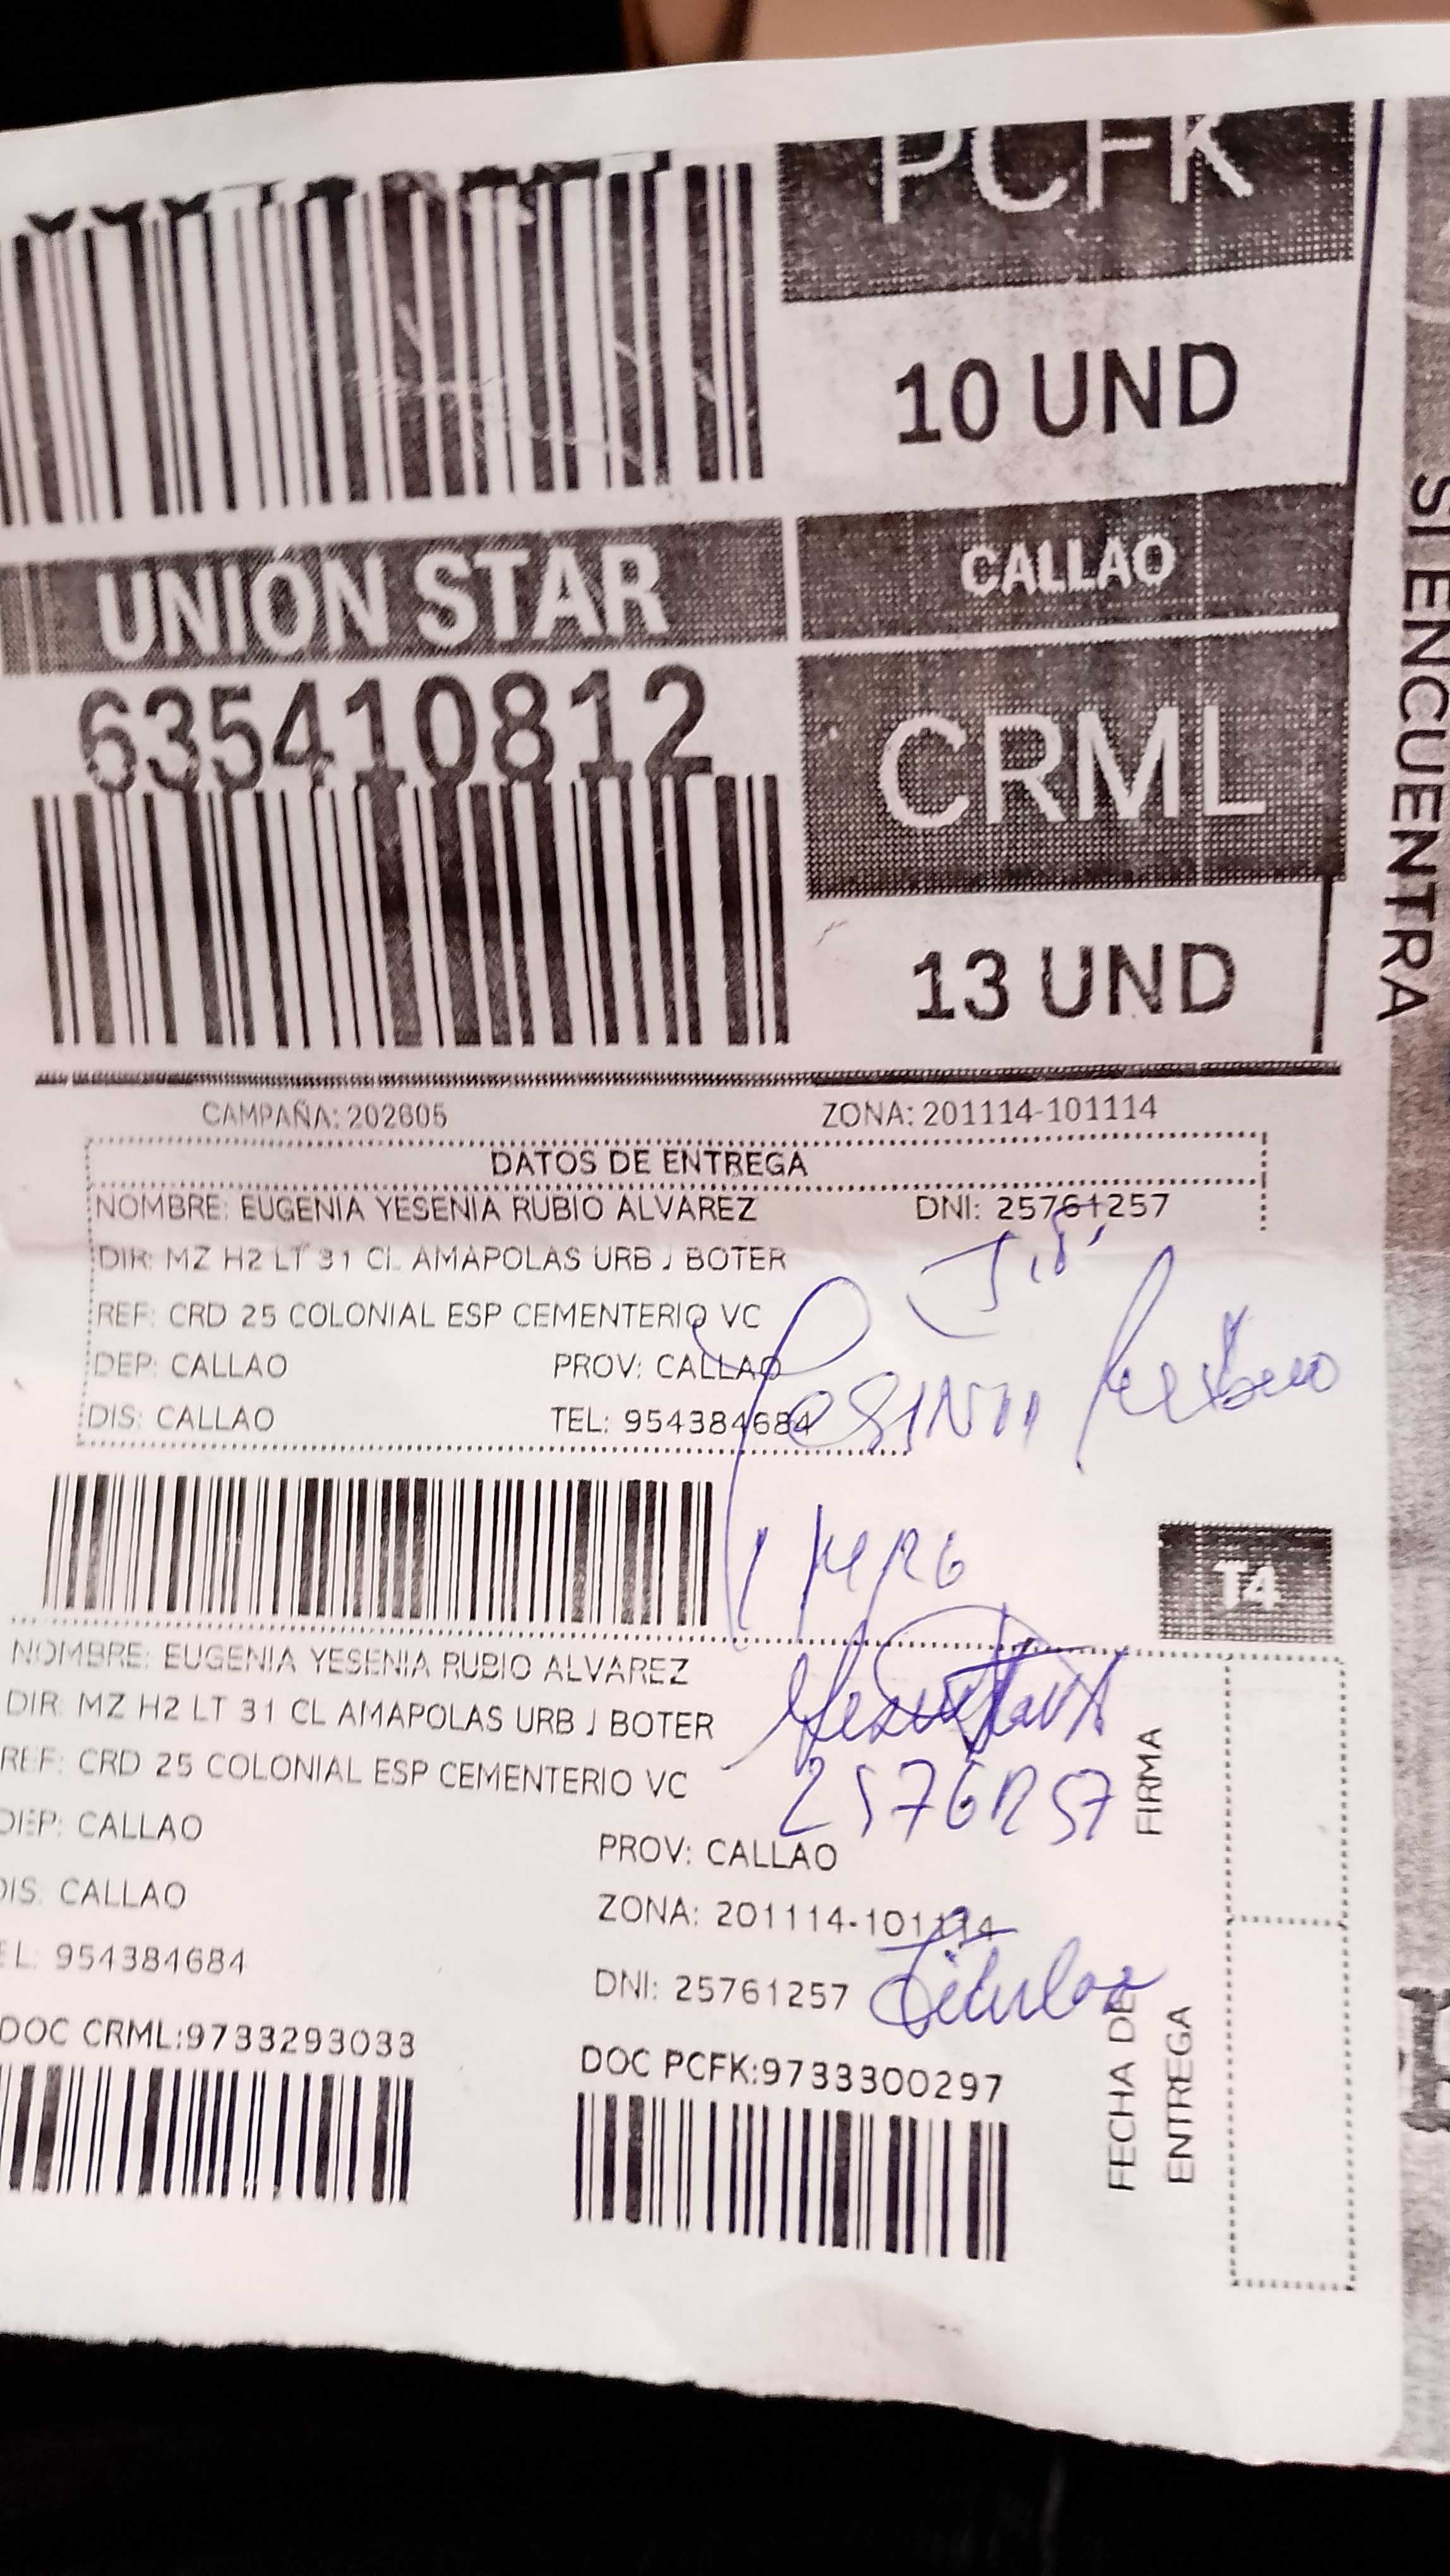 PCFK
10 UND
UNIÓN STAR
CALLAO
635410812
CRML
13 UND
SI ENCUENTRA
CAMPAÑA: 202605
ZONA: 201114-101114
DATOS DE ENTREGA
NOMBRE: EUGENIA YESENIA RUBIO ALVAREZ DNI: 25761257
DIR: MZ H2 LT 31 CL AMAPOLAS URB J BOTER
REF: CRD 25 COLONIAL ESP CEMENTERIO VC
DEP: CALLAO PROV: CALLAO
DIS: CALLAO TEL: 954384684
T4
NOMBRE: EUGENIA YESENIA RUBIO ALVAREZ
DIR: MZ H2 LT 31 CL AMAPOLAS URB J BOTER
REF: CRD 25 COLONIAL ESP CEMENTERIO VC
25761257
FIRMA
DEP: CALLAO PROV: CALLAO
DIS: CALLAO ZONA: 201114-101114
EL: 954384684 DNI: 25761257 Titular
DOC CRML:9733293033 DOC PCFK:9733300297
FECHA DE
ENTREGA